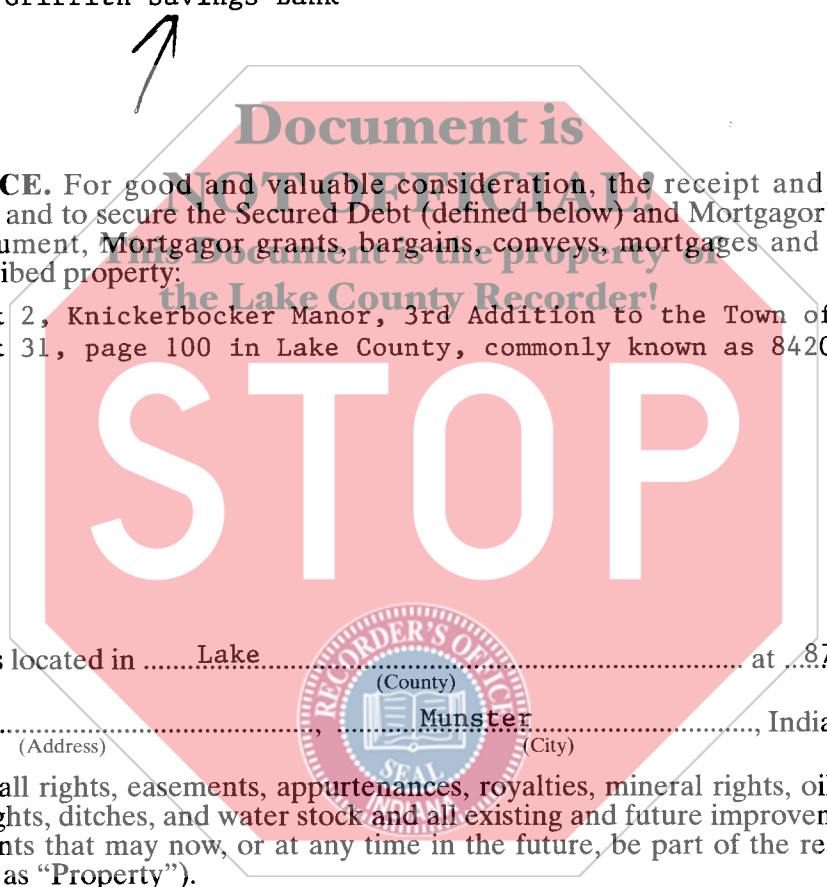 Griffith Savings Bank
Document is
NOT OFFICIAL!
CE. For good and valuable consideration, the receipt and
and to secure the Secured Debt (defined below) and Mortgagor
ument, Mortgagor grants, bargains, conveys, mortgages and
This Document is the property of
ibed property:
the Lake County Recorder!
t 2, Knickerbocker Manor, 3rd Addition to the Town of
31, page 100 in Lake County, commonly known as 8420
STOP
s located in Lake at 87
(County)
Munster, India
(Address) (City)
RECORDER'S OFFICE
SEAL
INDIANA
all rights, easements, appurtenances, royalties, mineral rights, oi
ghts, ditches, and water stock and all existing and future improvem
nts that may now, or at any time in the future, be part of the re
as "Property").